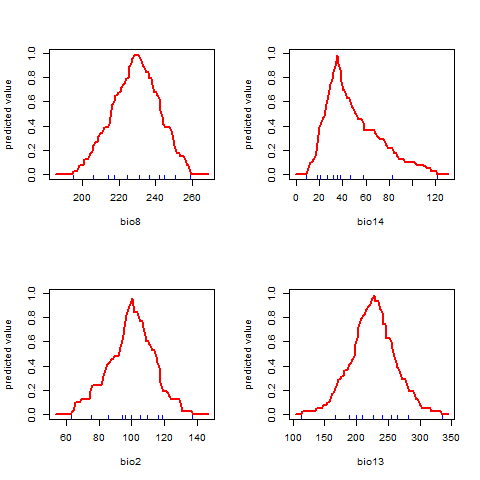 predicted value
0.0 0.2 0.4 0.6 0.8 1.0
200 220 240 260
bio8
predicted value
0.0 0.2 0.4 0.6 0.8 1.0
0 20 40 60 80 120
bio14
predicted value
0.0 0.2 0.4 0.6 0.8 1.0
60 80 100 120 140
bio2
predicted value
0.0 0.2 0.4 0.6 0.8 1.0
100 150 200 250 300 350
bio13